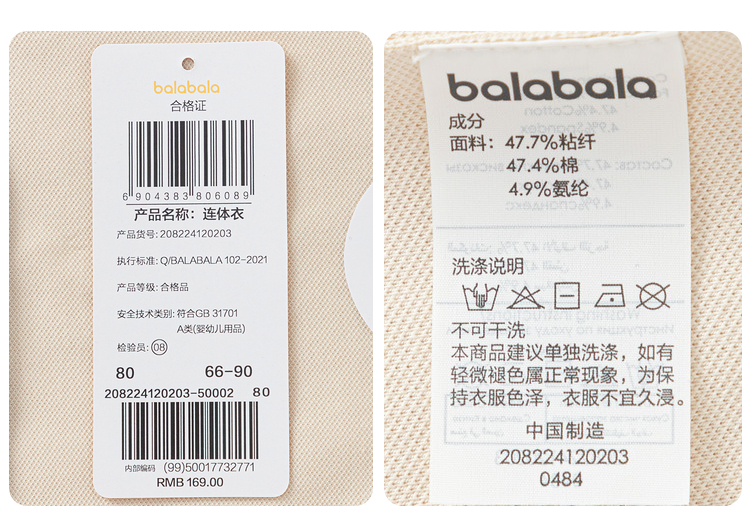 balabala
合格证
6 904383 806089
产品名称：连体衣
产品货号: 208224120203
执行标准: Q/BALABALA 102-2021
产品等级: 合格品
安全技术类别: 符合GB 31701
A类(婴幼儿用品)
检验员: 08
80 66-90
208224120203-50002 80
内部编码 (99)50017732771
RMB 169.00
balabala
成分
面料：47.7%粘纤
47.4%棉
4.9%氨纶
洗涤说明
不可干洗
本商品建议单独洗涤，如有
轻微褪色属正常现象，为保
持衣服色泽，衣服不宜久浸。
中国制造
208224120203
0484